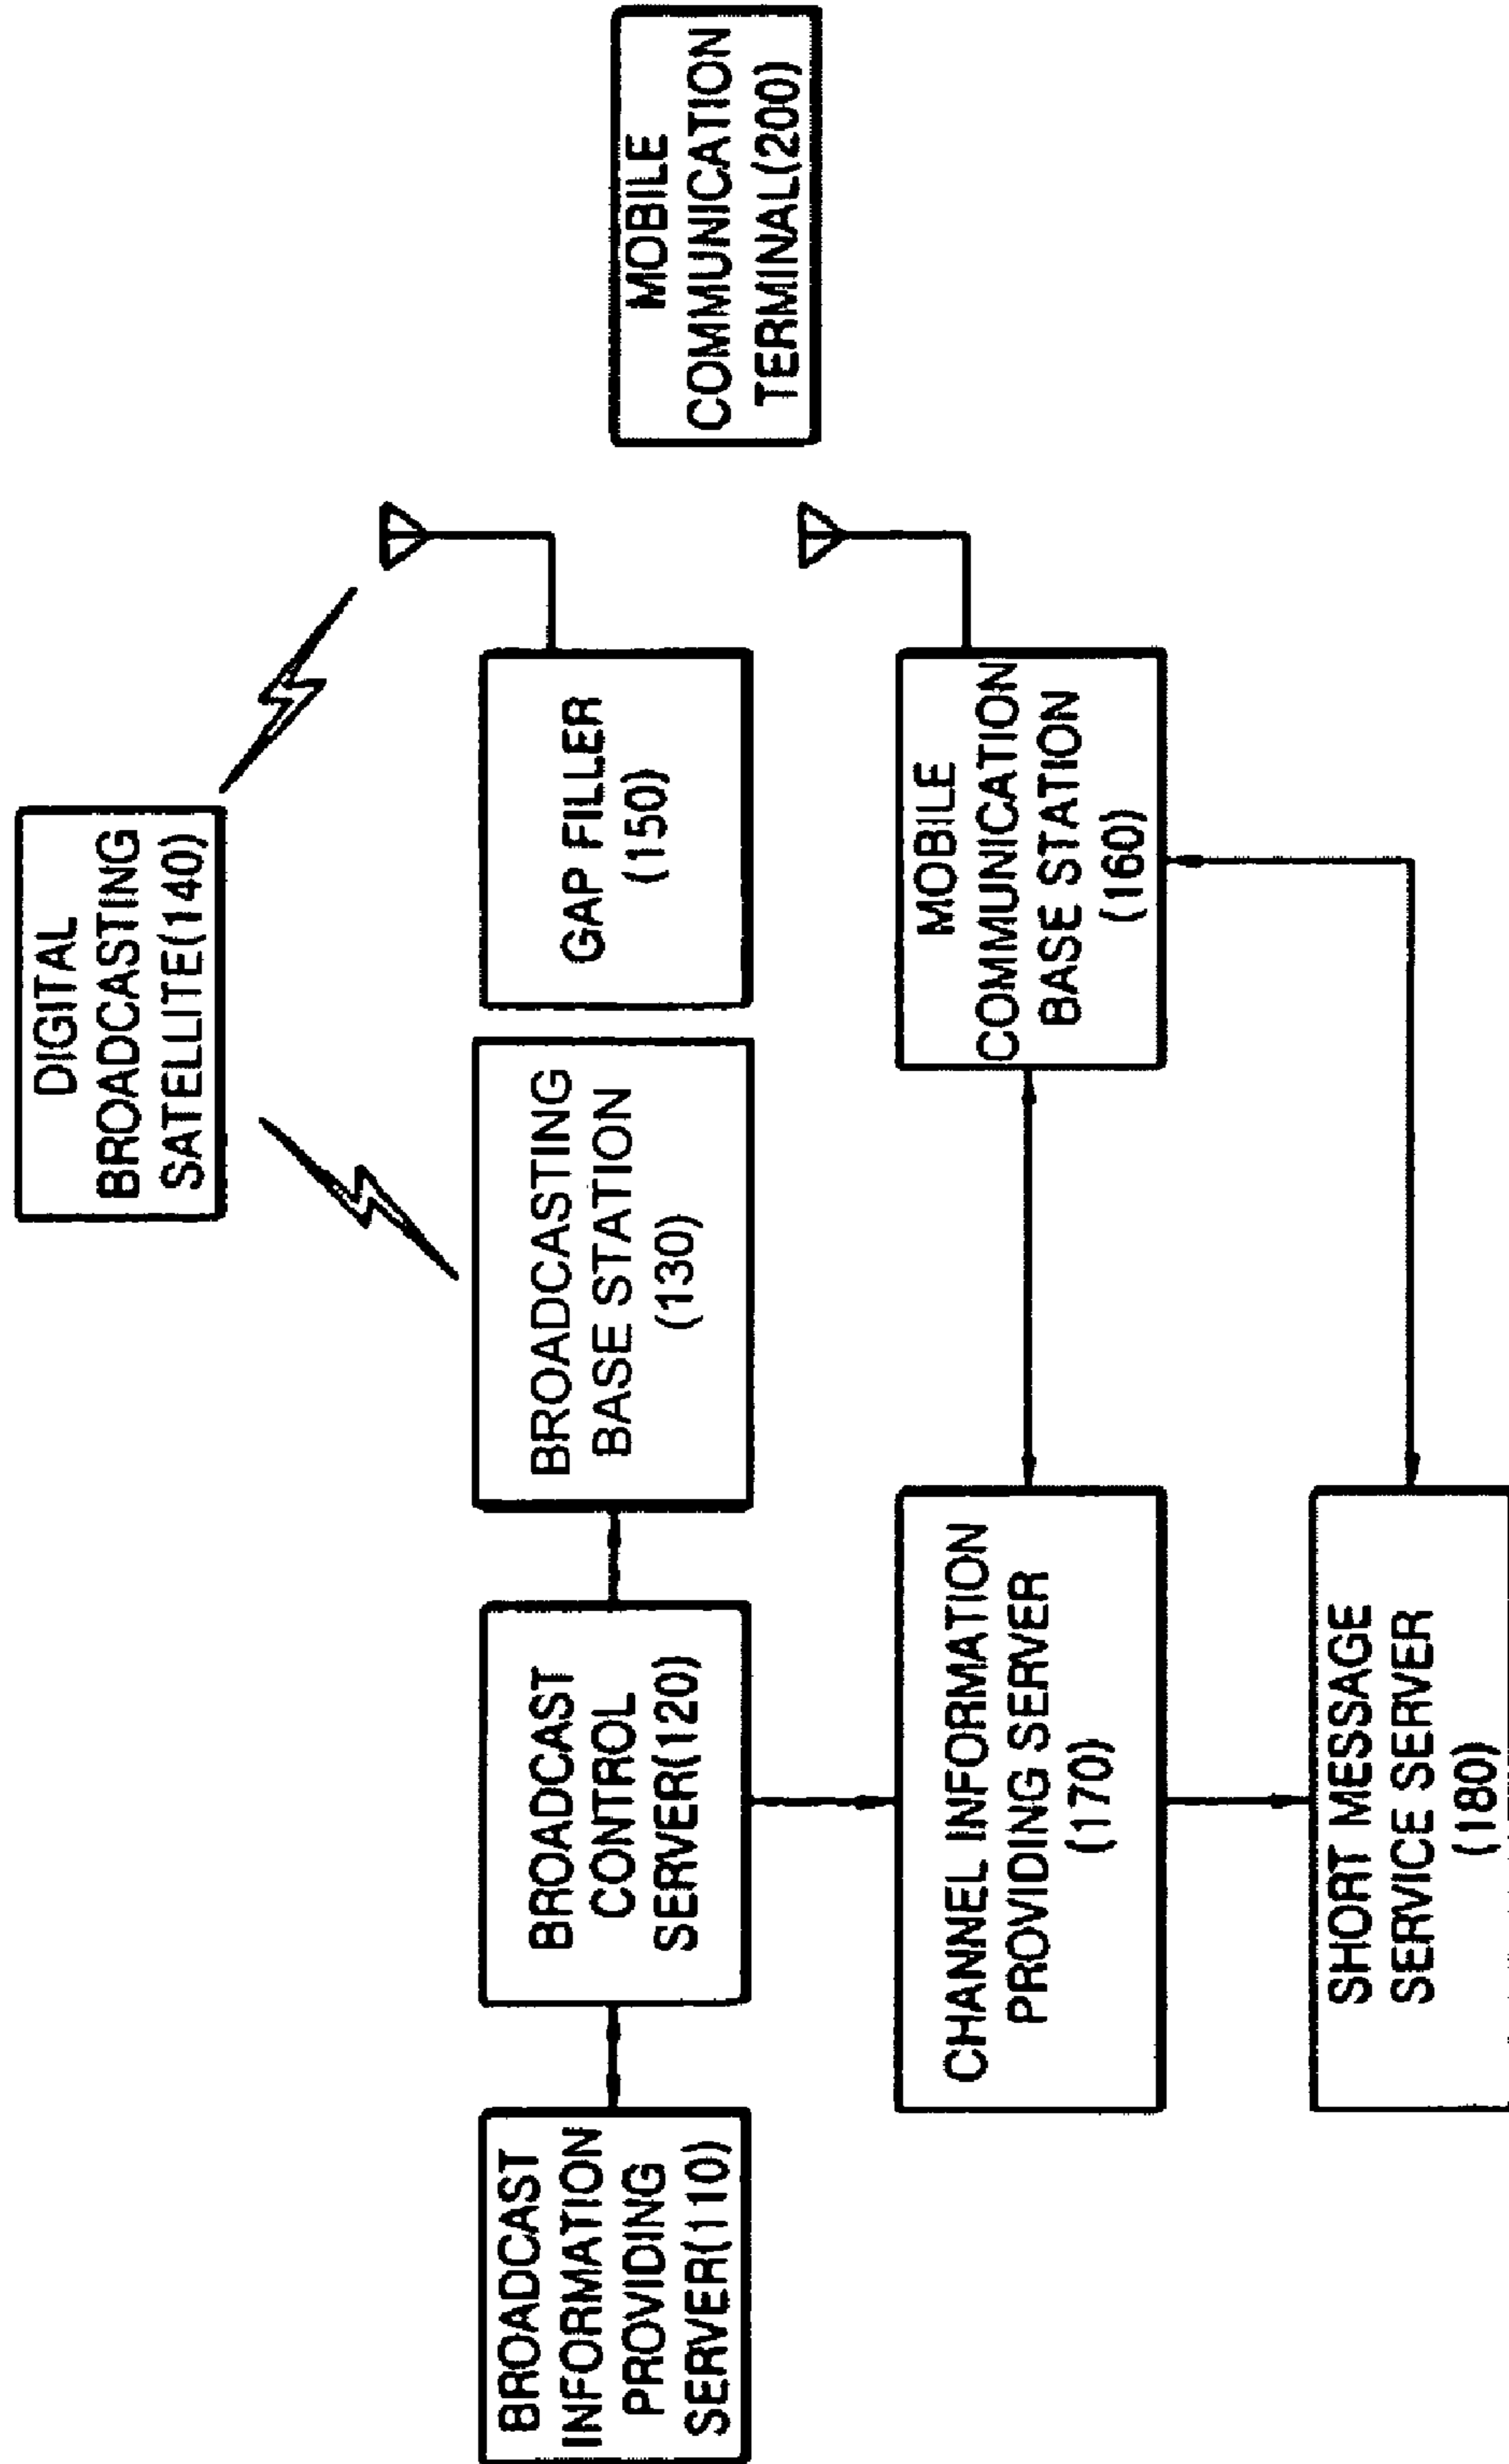 DIGITAL
BROADCASTING
SATELLITE(140)
BROADCAST
INFORMATION
PROVIDING
SERVER(110)
BROADCAST
CONTROL
SERVER(120)
BROADCASTING
BASE STATION
(130)
GAP FILLER
(150)
MOBILE
COMMUNICATION
TERMINAL(200)
CHANNEL INFORMATION
PROVIDING SERVER
(170)
MOBILE
COMMUNICATION
BASE STATION
(160)
SHORT MESSAGE
SERVICE SERVER
(180)